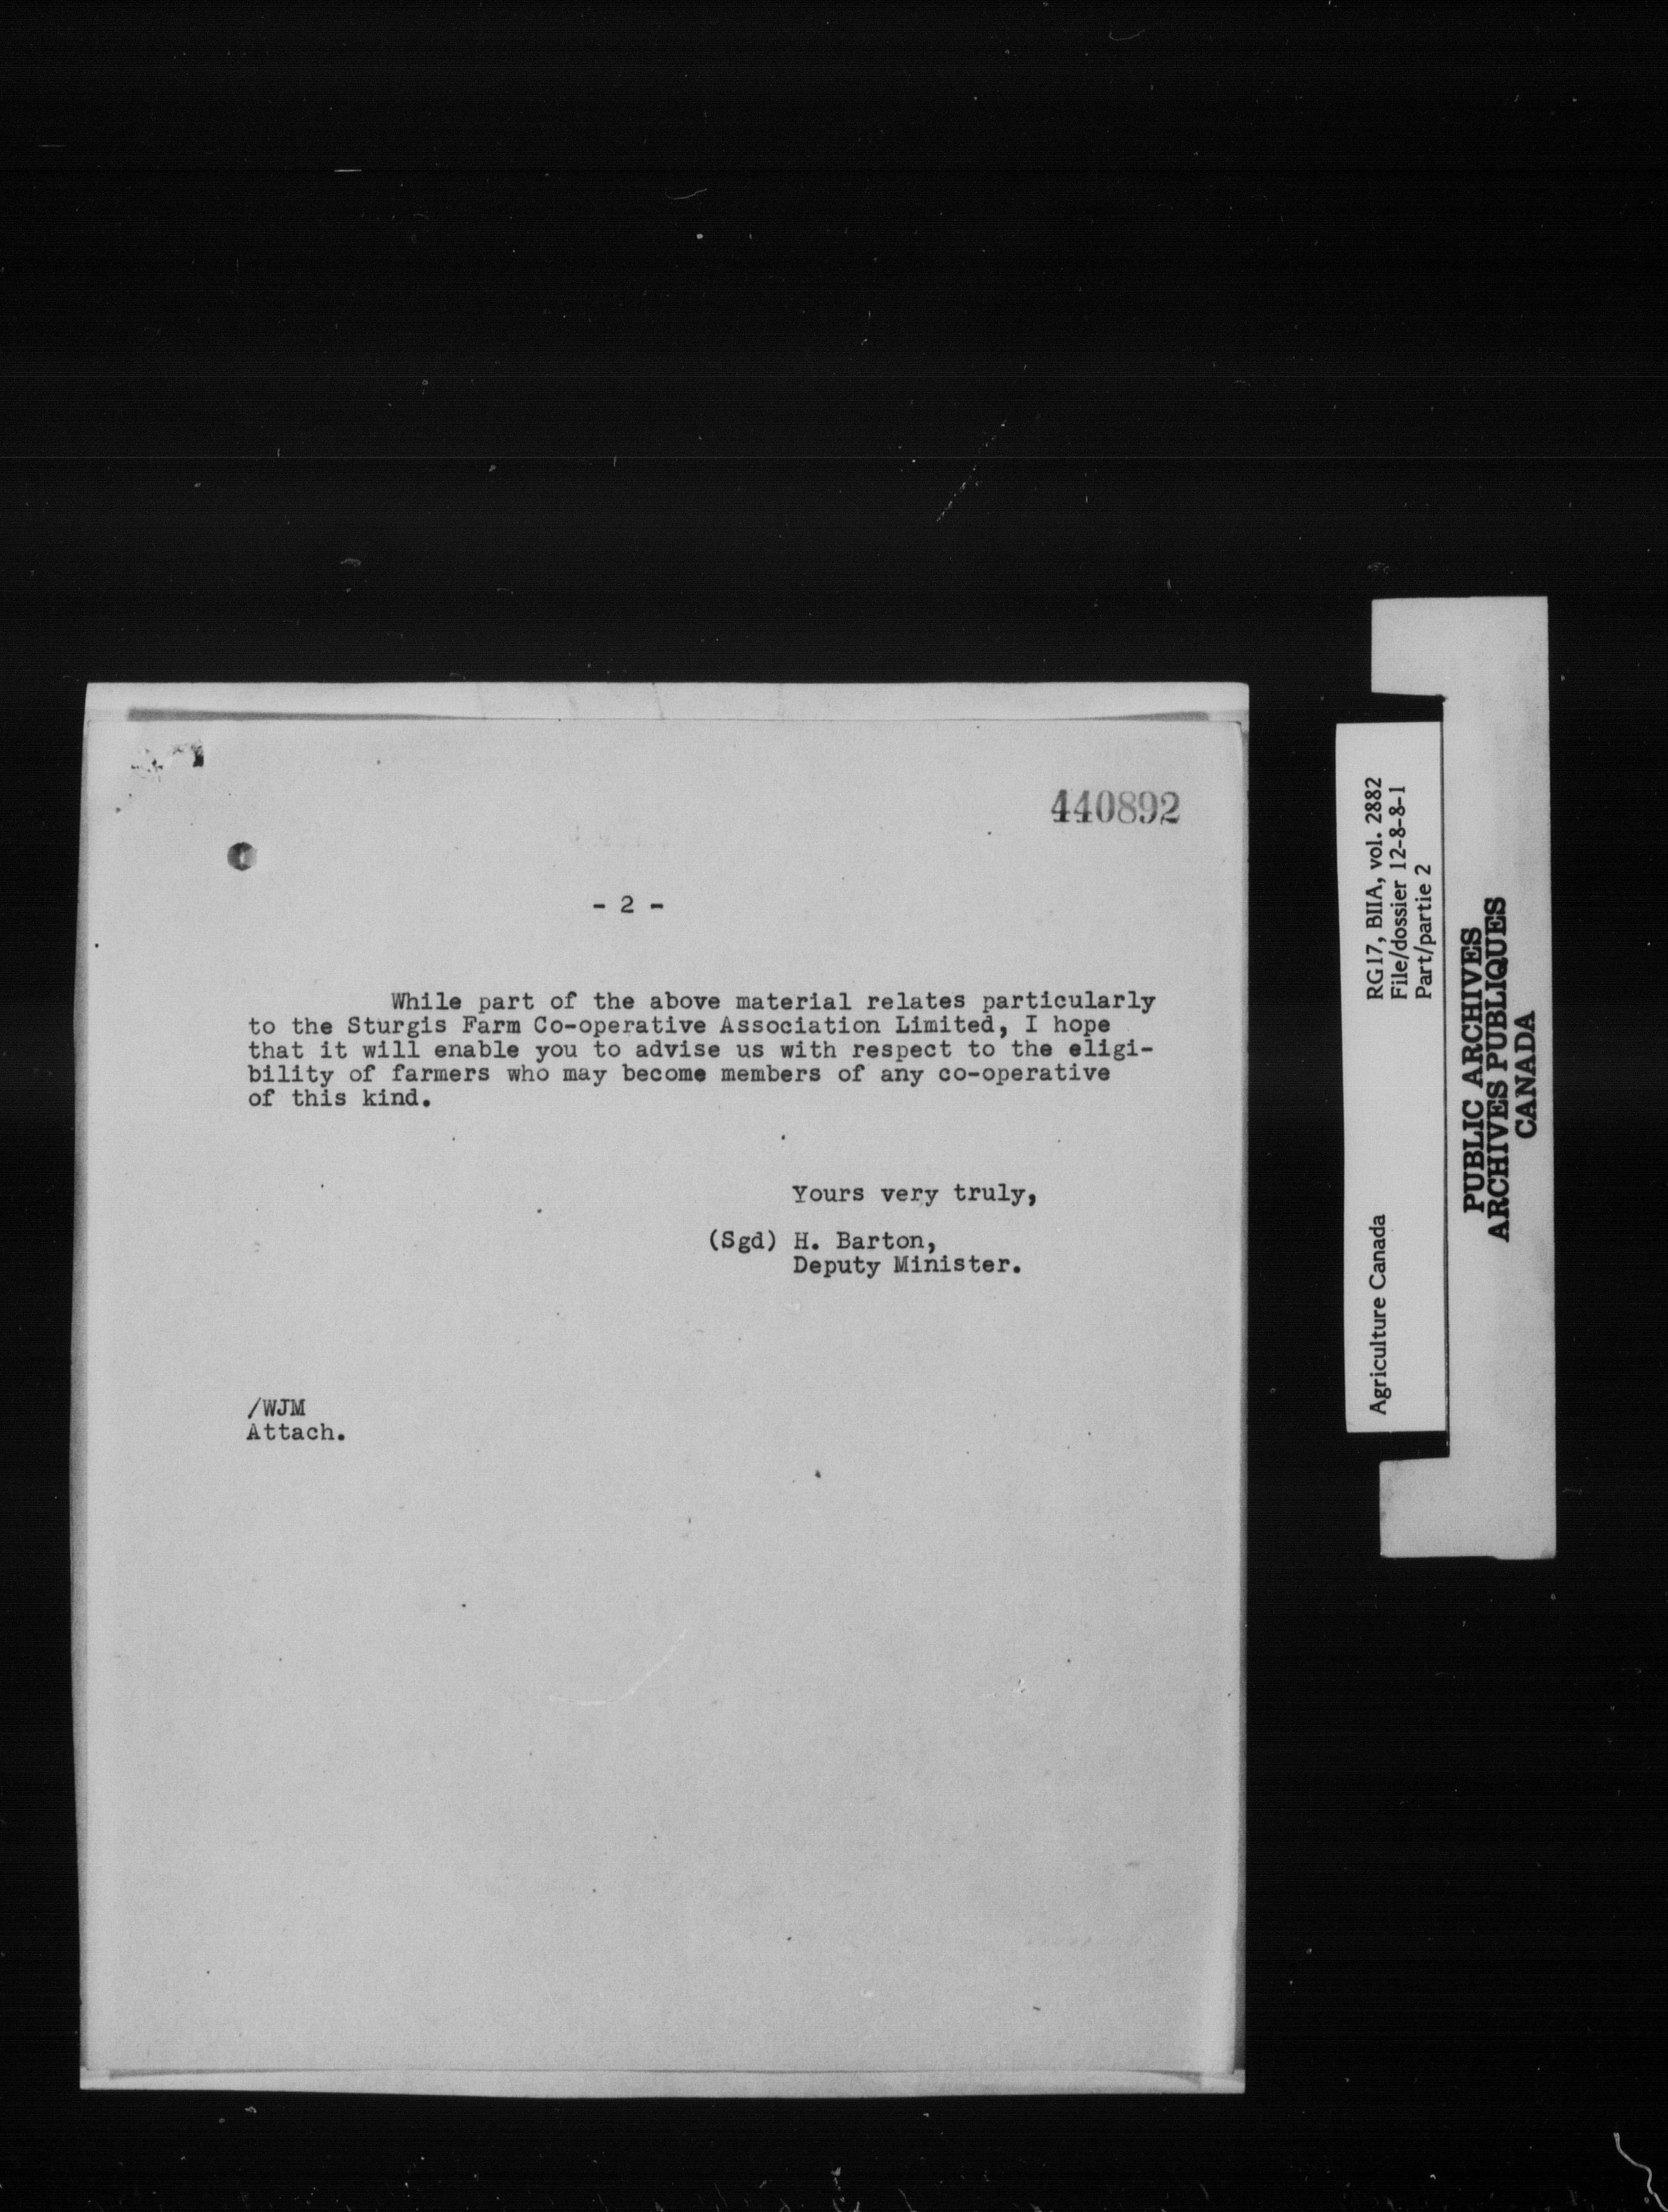 440892
- 2 -
While part of the above material relates particularly
to the Sturgis Farm Co-operative Association Limited, I hope
that it will enable you to advise us with respect to the eligi-
bility of farmers who may become members of any co-operative
of this kind.
Yours very truly,
(Sgd) H. Barton,
Deputy Minister.
/WJM
Attach.
RG17, BIIA, vol. 2882
File/dossier 12-8-8-1
Part/partie 2
Agriculture Canada
PUBLIC ARCHIVES
ARCHIVES PUBLIQUES
CANADA